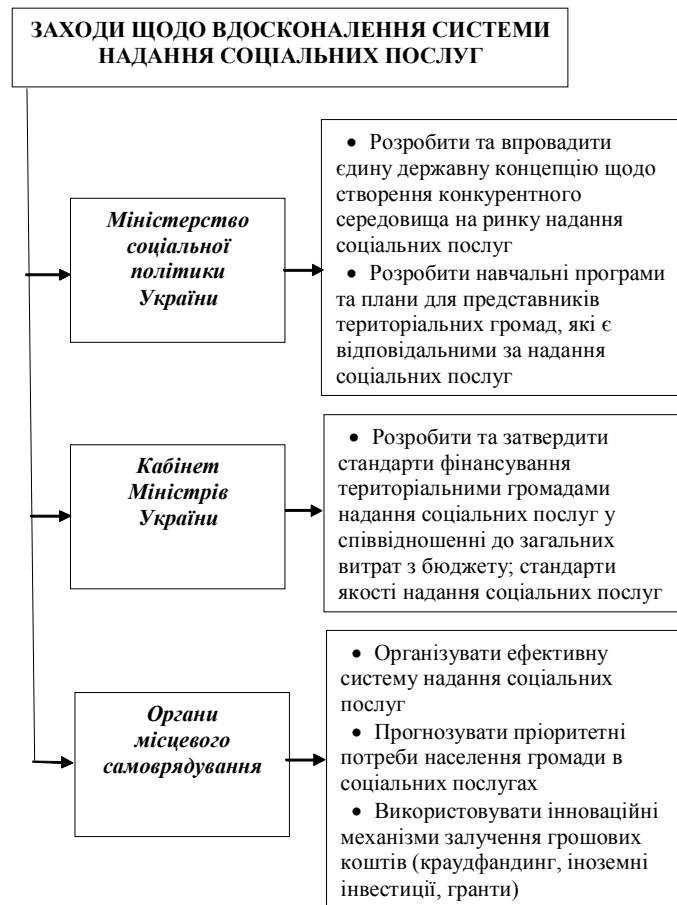 ЗАХОДИ ЩОДО ВДОСКОНАЛЕННЯ СИСТЕМИ
НАДАННЯ СОЦІАЛЬНИХ ПОСЛУГ
Міністерство
соціальної
політики
України
• Розробити та впровадити
єдину державну концепцію щодо
створення конкурентного
середовища на ринку надання
соціальних послуг
• Розробити навчальні програми
та плани для представників
територіальних громад, які є
відповідальними за надання
соціальних послуг
Кабінет
Міністрів
України
• Розробити та затвердити
стандарти фінансування
територіальними громадами
надання соціальних послуг у
співвідношенні до загальних
витрат з бюджету; стандарти
якості надання соціальних послуг
Органи
місцевого
самоврядування
• Організувати ефективну
систему надання соціальних
послуг
• Прогнозувати пріоритетні
потреби населення громади в
соціальних послугах
• Використовувати інноваційні
механізми залучення грошових
коштів (краудфандинг, іноземні
інвестиції, гранти)